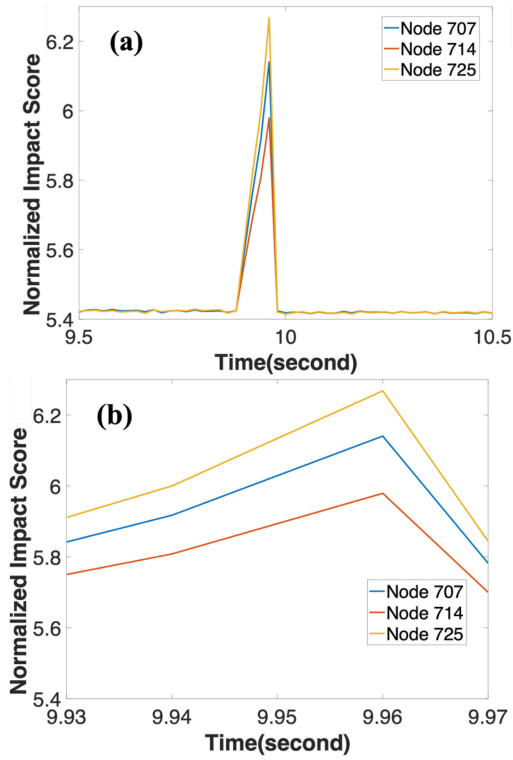 (a)
Node 707
Node 714
Node 725
Normalized Impact Score
6.2
6
5.8
5.6
5.4
9.5
10
10.5
Time(second)
(b)
Node 707
Node 714
Node 725
Normalized Impact Score
6.2
6
5.8
5.6
5.4
9.93
9.94
9.95
9.96
9.97
Time(second)